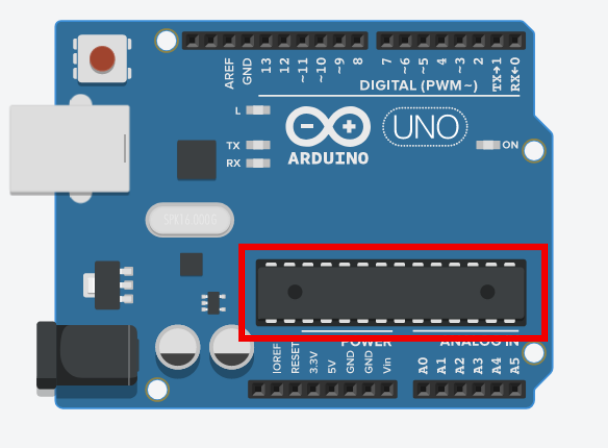 AREF
GND
13
12
~11
~10
~9
8
7
~6
~5
4
~3
2
TX→1
RX←0
DIGITAL (PWM~)
L
TX
RX
UNO
ARDUINO
ON
POWER
ANALOG IN
IOREF
RESET
3.3V
5V
GND
GND
Vin
A0
A1
A2
A3
A4
A5